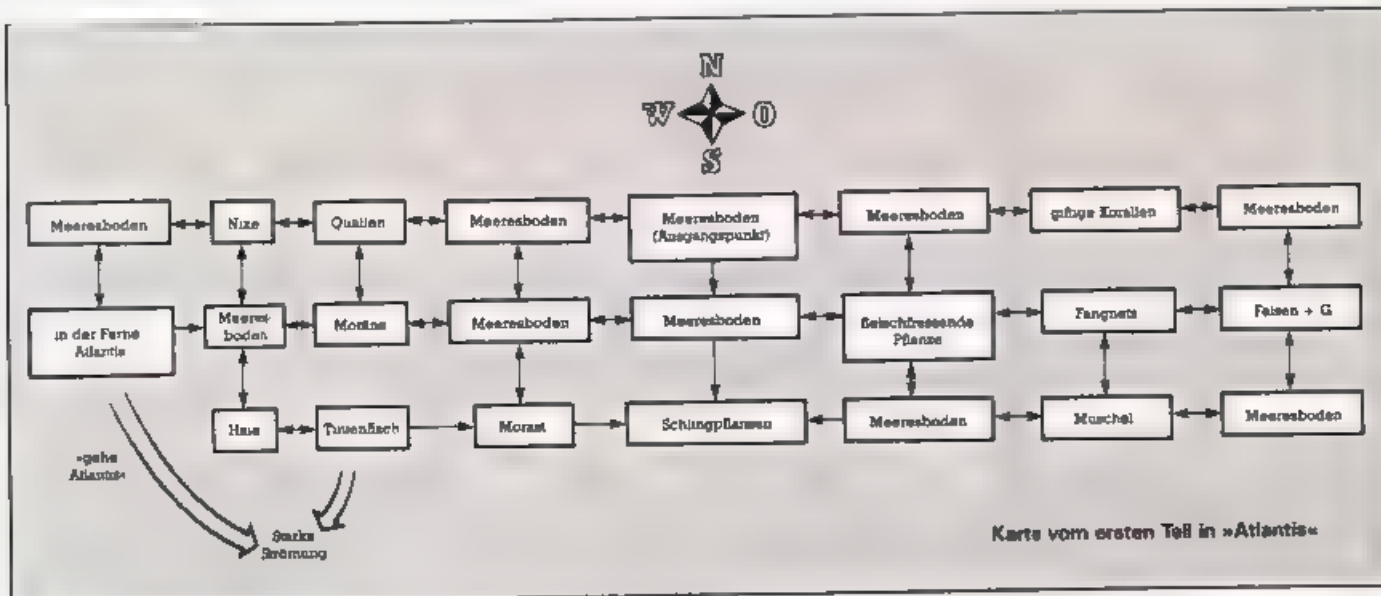 N
W O
S
Meeresboden
Nixe
Quallen
Meeresboden
Meeresboden
(Ausgangspunkt)
Meeresboden
giftige Korallen
Meeresboden
in der Ferne
Atlantis
Meeres-
boden
Meeresboden
Meeresboden
fleischfressende
Pflanze
Fangnetz
Felsen + G.
Haie
Tintenfisch
Morast
Schlingpflanzen
Meeresboden
Muschel
Meeresboden
»gehe
Atlantis«
Starke
Strömung
Karte vom ersten Teil in »Atlantis«